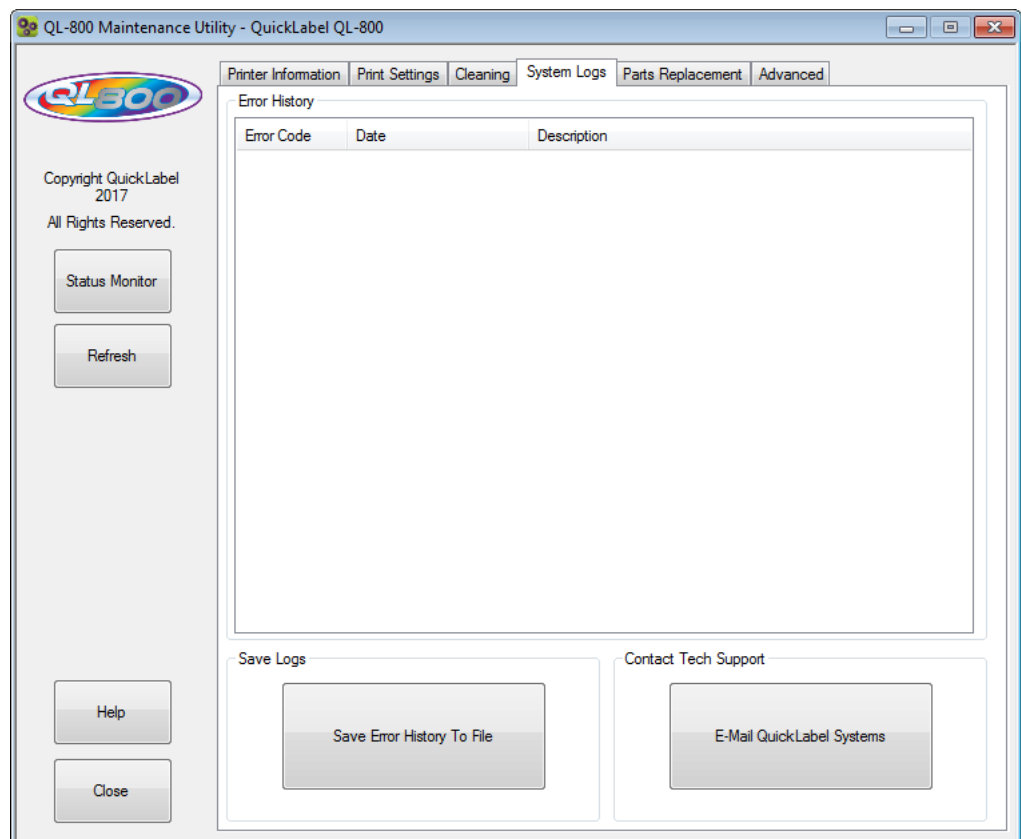 QL-800 Maintenance Utility - QuickLabel QL-800
Printer Information Print Settings Cleaning System Logs Parts Replacement Advanced
QL800
Copyright QuickLabel
2017
All Rights Reserved.
Status Monitor
Refresh
Help
Close
Error History
Error Code Date Description
Save Logs
Save Error History To File
Contact Tech Support
E-Mail QuickLabel Systems